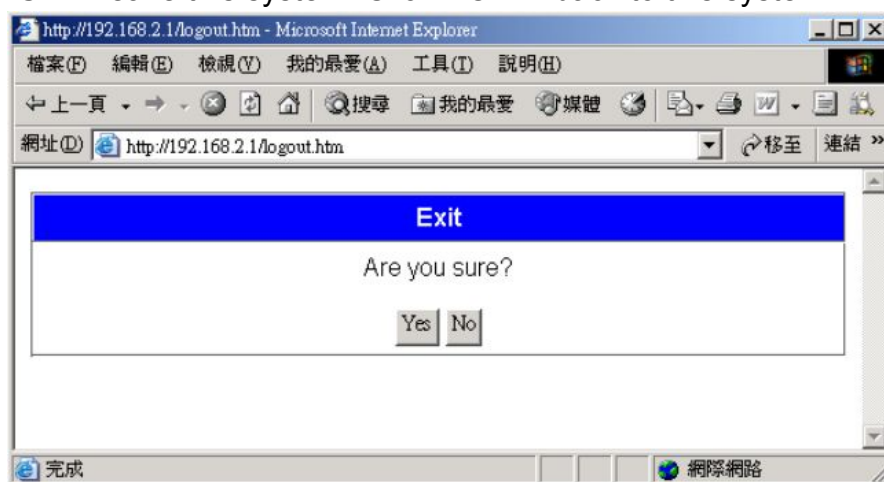 http://192.168.2.1/logout.htm - Microsoft Internet Explorer
檔案(F) 編輯(E) 檢視(V) 我的最愛(A) 工具(T) 說明(H)
上一頁 搜尋 我的最愛 媒體
網址(D) http://192.168.2.1/logout.htm 移至 連結 »
Exit
Are you sure?
Yes No
完成 網際網路